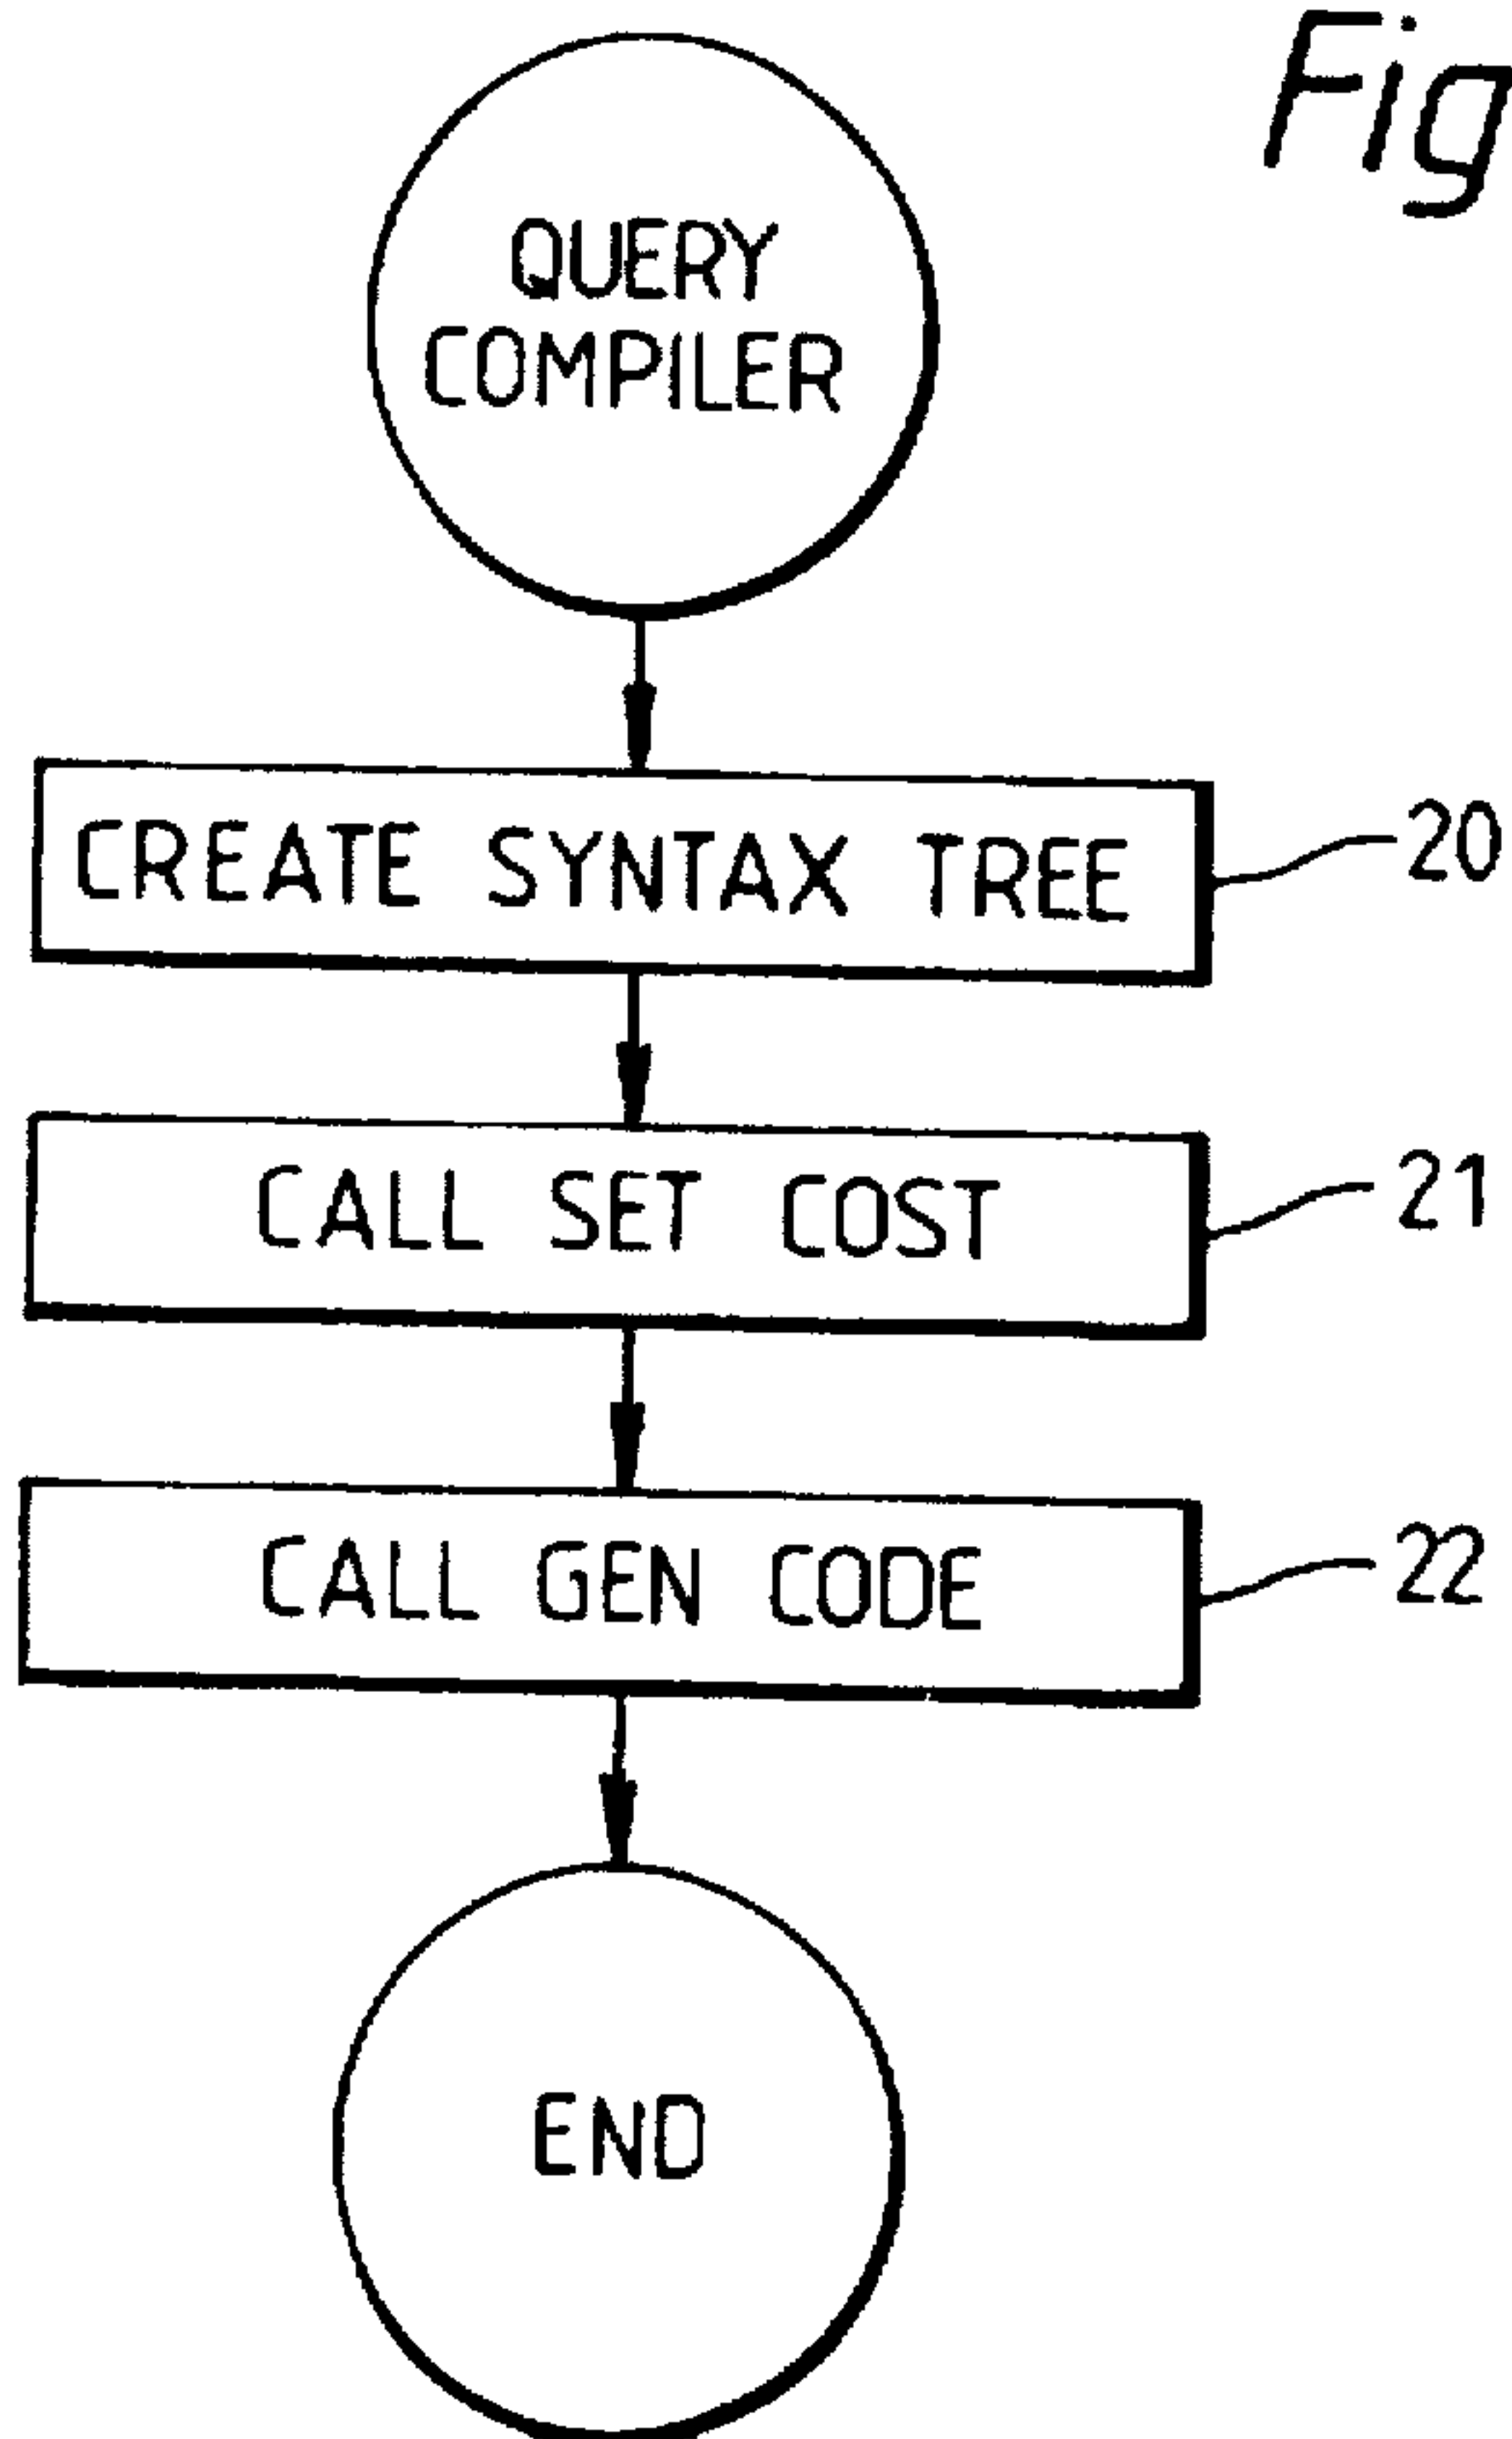 Fig
QUERY
COMPILER
CREATE SYNTAX TREE
20
CALL SET COST
21
CALL GEN CODE
22
END